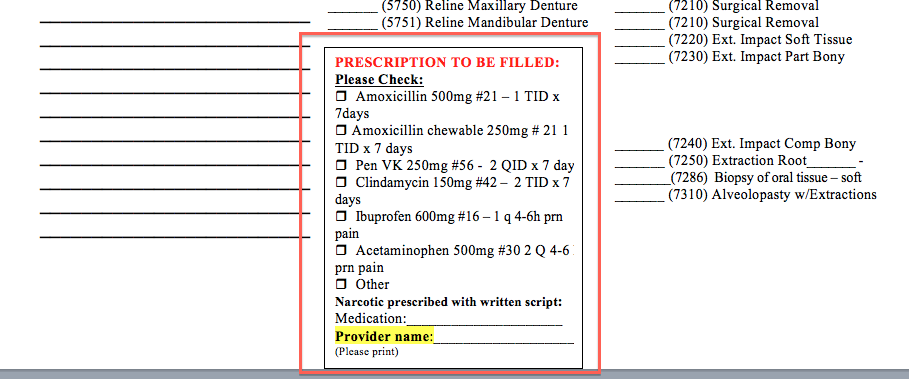 _______ (5750) Reline Maxillary Denture
_______ (5751) Reline Mandibular Denture
PRESCRIPTION TO BE FILLED:
Please Check:
❒ Amoxicillin 500mg #21 – 1 TID x
7days
❒ Amoxicillin chewable 250mg # 21 1
TID x 7 days
❒ Pen VK 250mg #56 - 2 QID x 7 day
❒ Clindamycin 150mg #42 – 2 TID x 7
days
❒ Ibuprofen 600mg #16 – 1 q 4-6h prn
pain
❒ Acetaminophen 500mg #30 2 Q 4-6
prn pain
❒ Other
Narcotic prescribed with written script:
Medication:______________________
Provider name:____________________
(Please print)
_______ (7210) Surgical Removal
_______ (7210) Surgical Removal
_______ (7220) Ext. Impact Soft Tissue
_______ (7230) Ext. Impact Part Bony
_______ (7240) Ext. Impact Comp Bony
_______ (7250) Extraction Root_______ -
________(7286) Biopsy of oral tissue – soft
_______ (7310) Alveolopasty w/Extractions